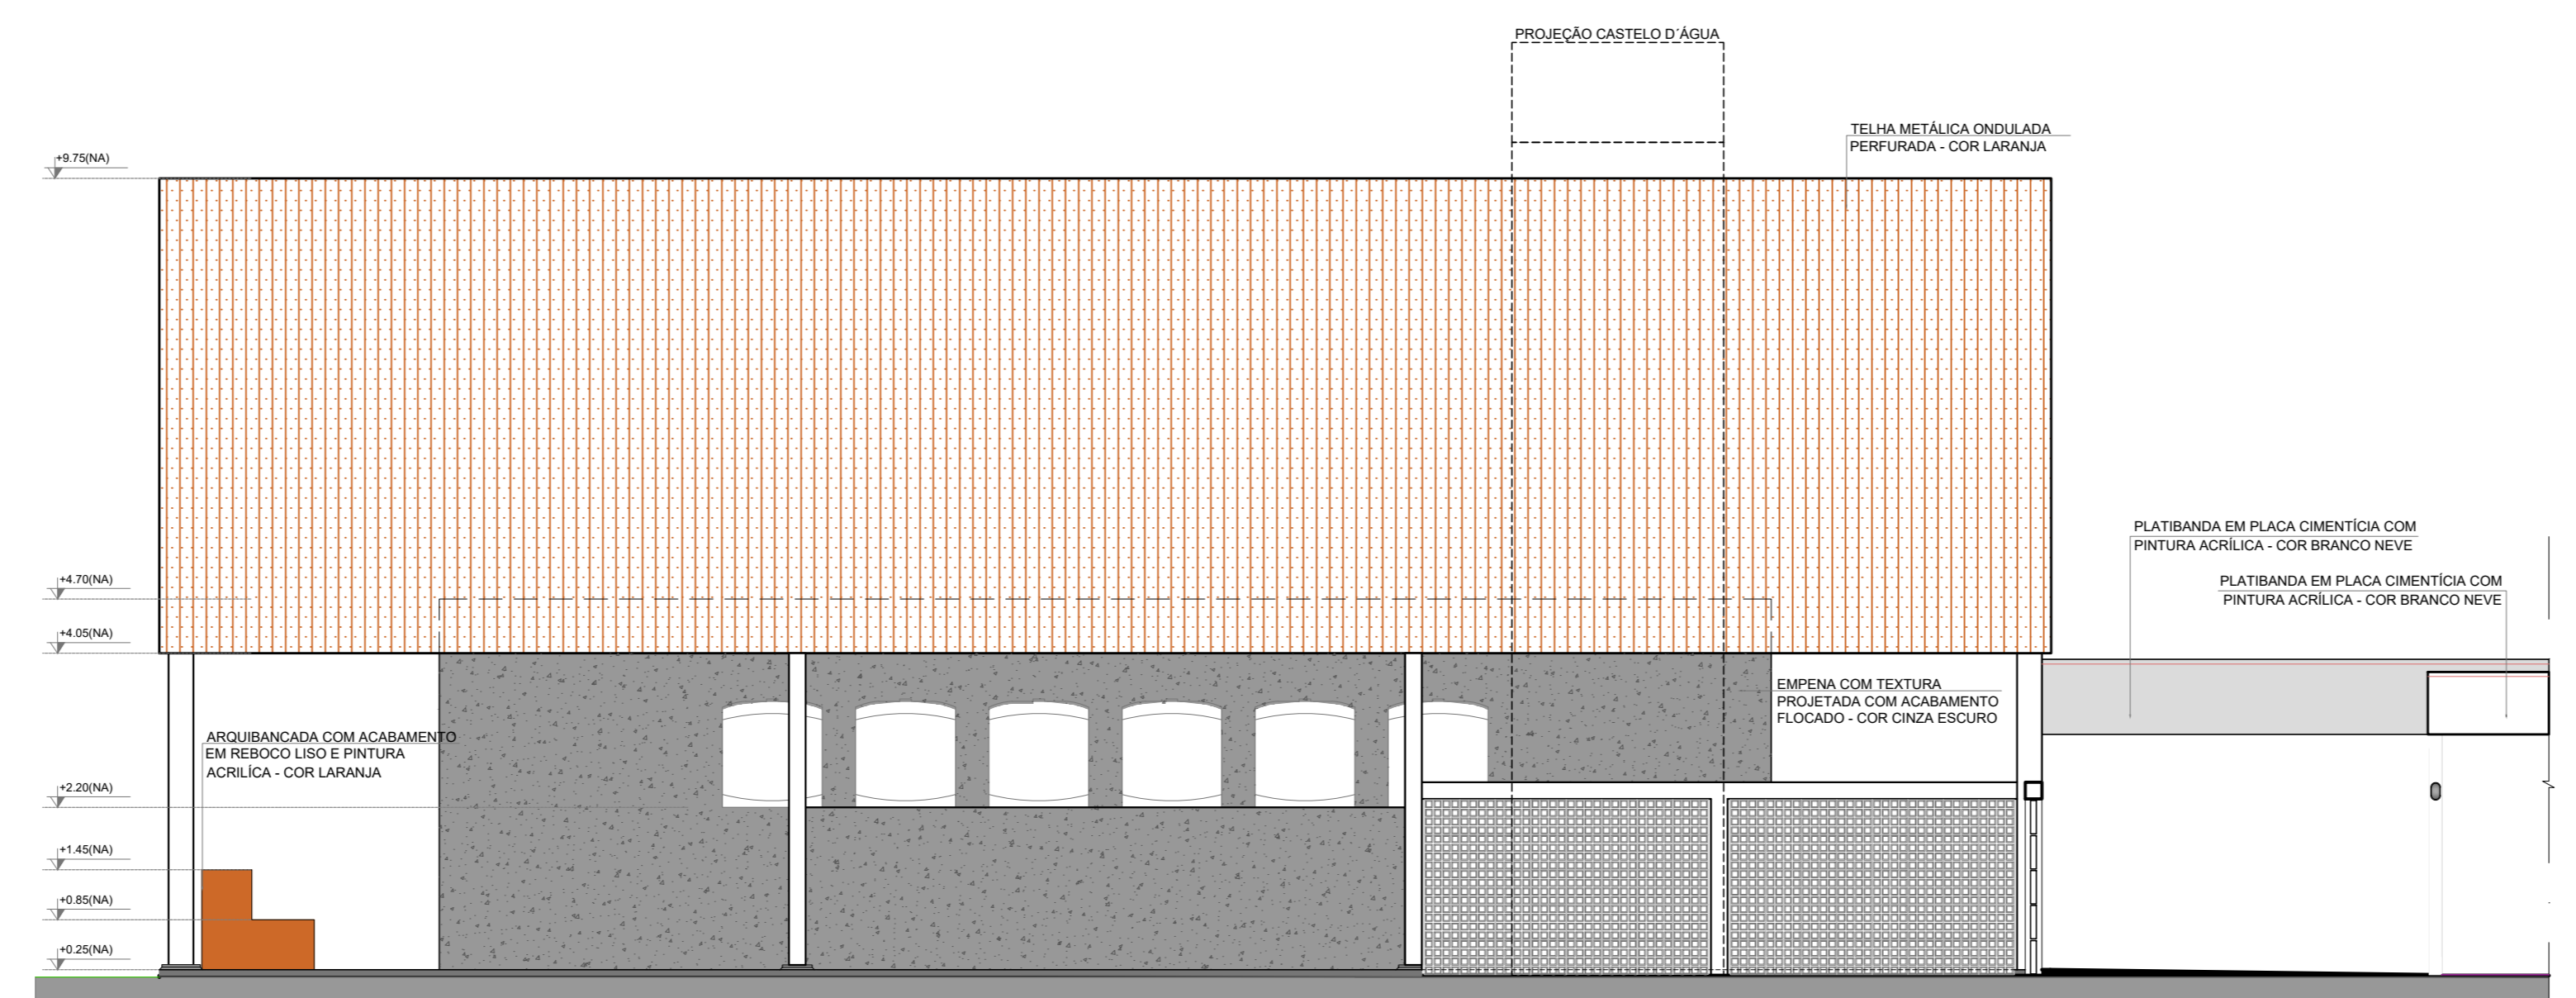 PROJEÇÃO CASTELO D´ÁGUA
TELHA METÁLICA ONDULADA
PERFURADA - COR LARANJA
+9.75(NA)
PLATIBANDA EM PLACA CIMENTÍCIA COM
PINTURA ACRÍLICA - COR BRANCO NEVE
+4.70(NA)
PLATIBANDA EM PLACA CIMENTÍCIA COM
PINTURA ACRÍLICA - COR BRANCO NEVE
+4.05(NA)
EMPENA COM TEXTURA
PROJETADA COM ACABAMENTO
FLOCADO - COR CINZA ESCURO
ARQUIBANCADA COM ACABAMENTO
EM REBOCO LISO E PINTURA
ACRILÍCA - COR LARANJA
+2.20(NA)
+1.45(NA)
+0.85(NA)
+0.25(NA)